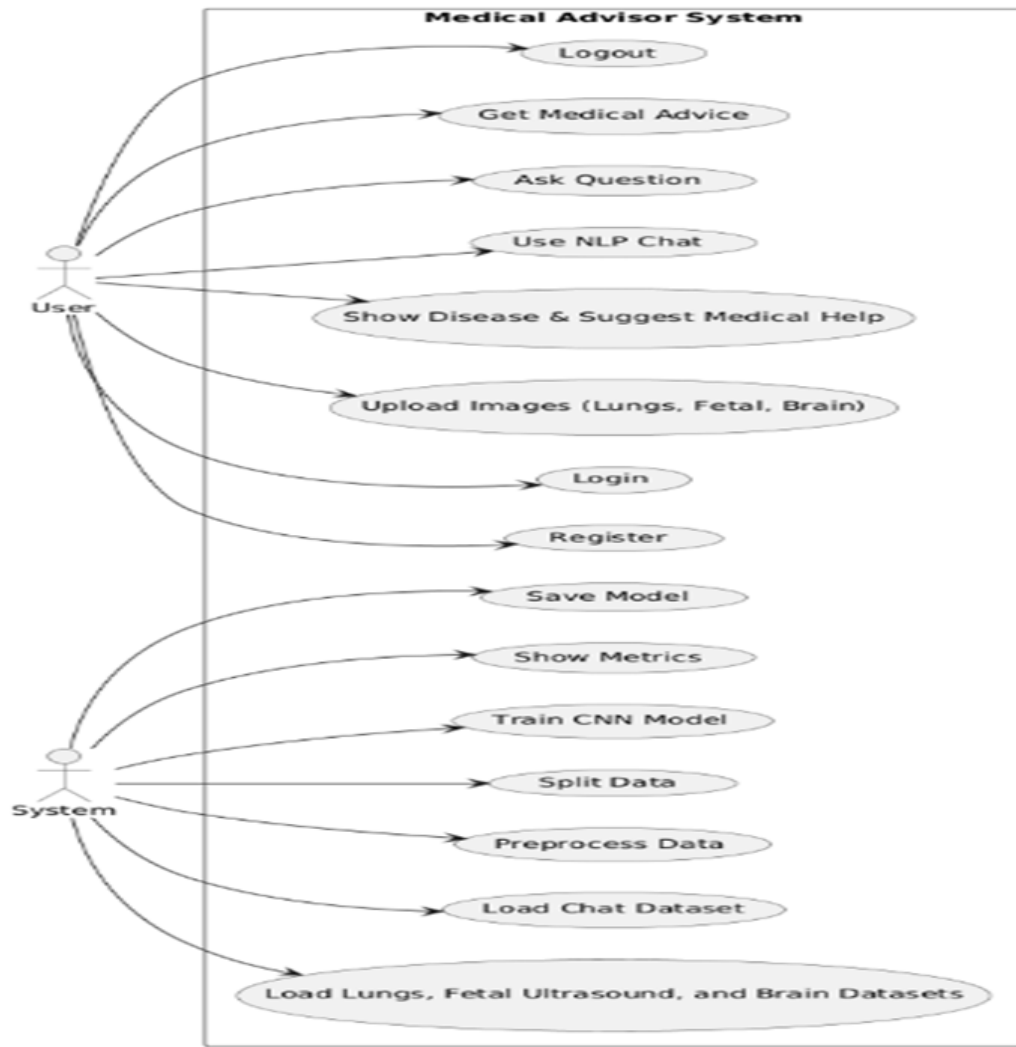 Medical Advisor System
Logout
Get Medical Advice
Ask Question
Use NLP Chat
User
Show Disease & Suggest Medical Help
Upload Images (Lungs, Fetal, Brain)
Login
Register
Save Model
Show Metrics
Train CNN Model
Split Data
System
Preprocess Data
Load Chat Dataset
Load Lungs, Fetal Ultrasound, and Brain Datasets